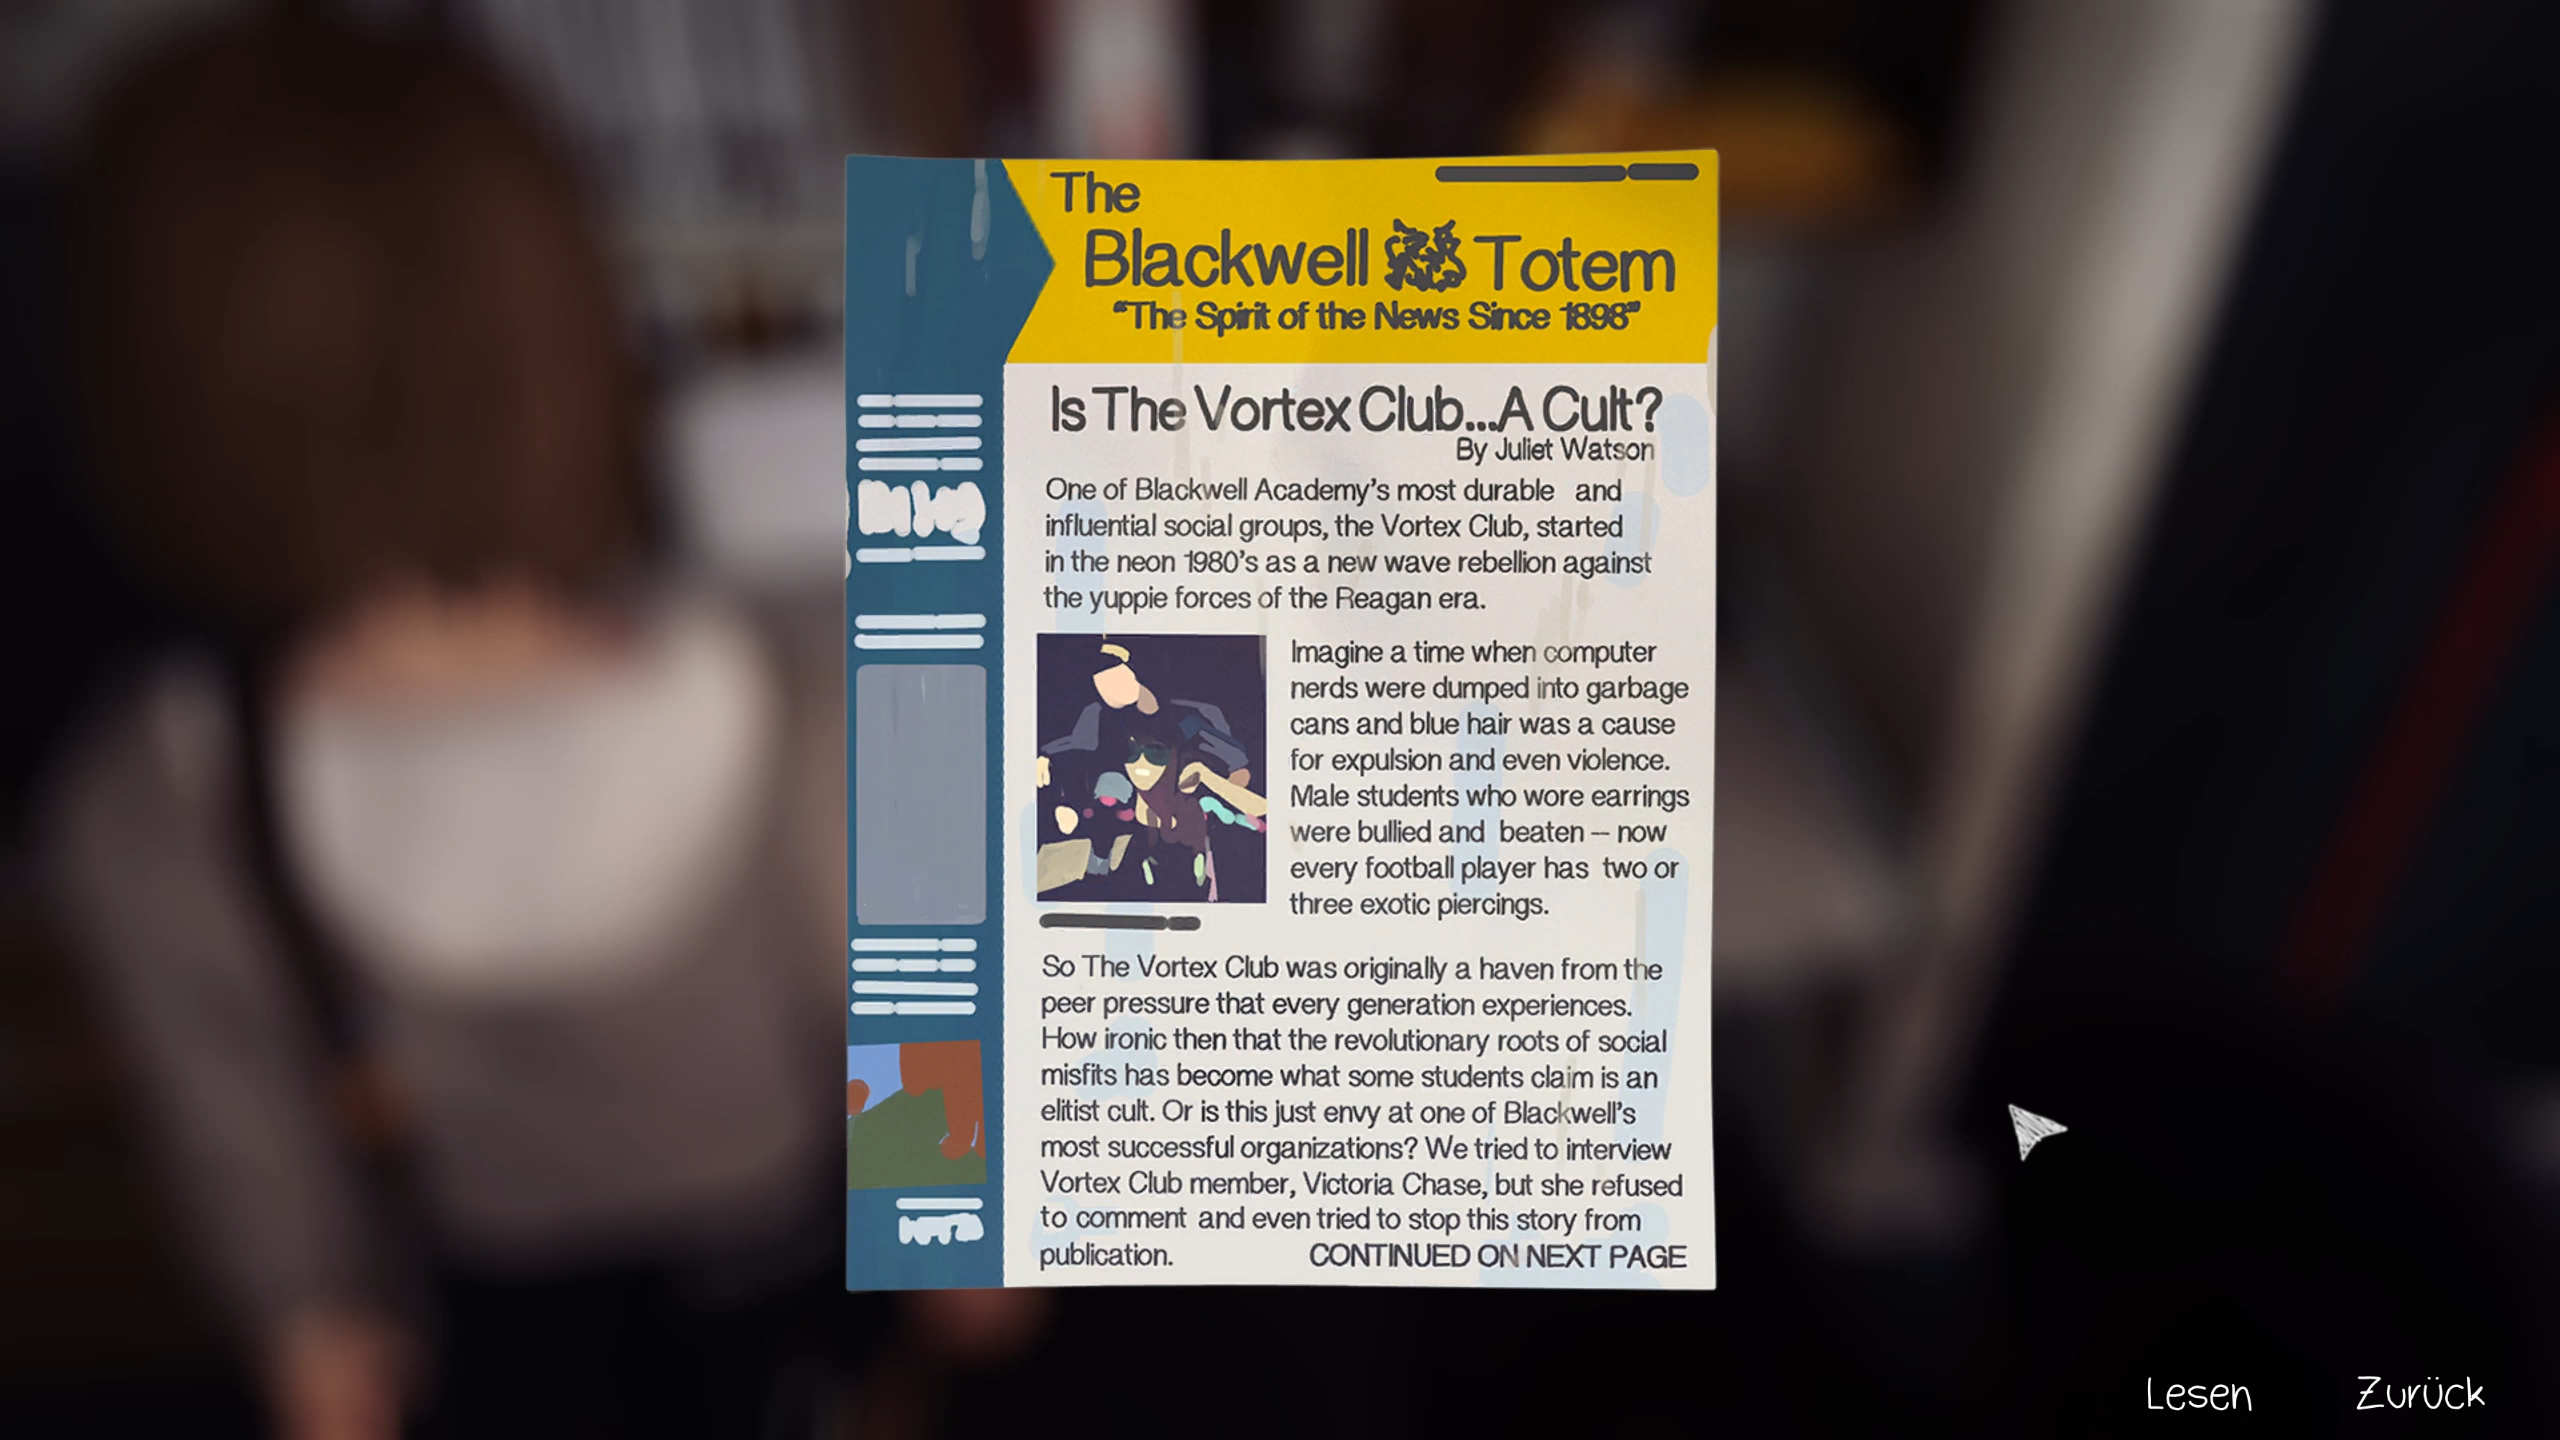 The
Blackwell Totem
"The Spirit of the News Since 1898"
Is The Vortex Club...A Cult?
By Juliet Watson
One of Blackwell Academy's most durable and
influential social groups, the Vortex Club, started
in the neon 1980's as a new wave rebellion against
the yuppie forces of the Reagan era.
Imagine a time when computer
nerds were dumped into garbage
cans and blue hair was a cause
for expulsion and even violence.
Male students who wore earrings
were bullied and beaten – now
every football player has two or
three exotic piercings.
So The Vortex Club was originally a haven from the
peer pressure that every generation experiences.
How ironic then that the revolutionary roots of social
misfits has become what some students claim is an
elitist cult. Or is this just envy at one of Blackwell's
most successful organizations? We tried to interview
Vortex Club member, Victoria Chase, but she refused
to comment and even tried to stop this story from
publication.
CONTINUED ON NEXT PAGE
Lesen
Zurück